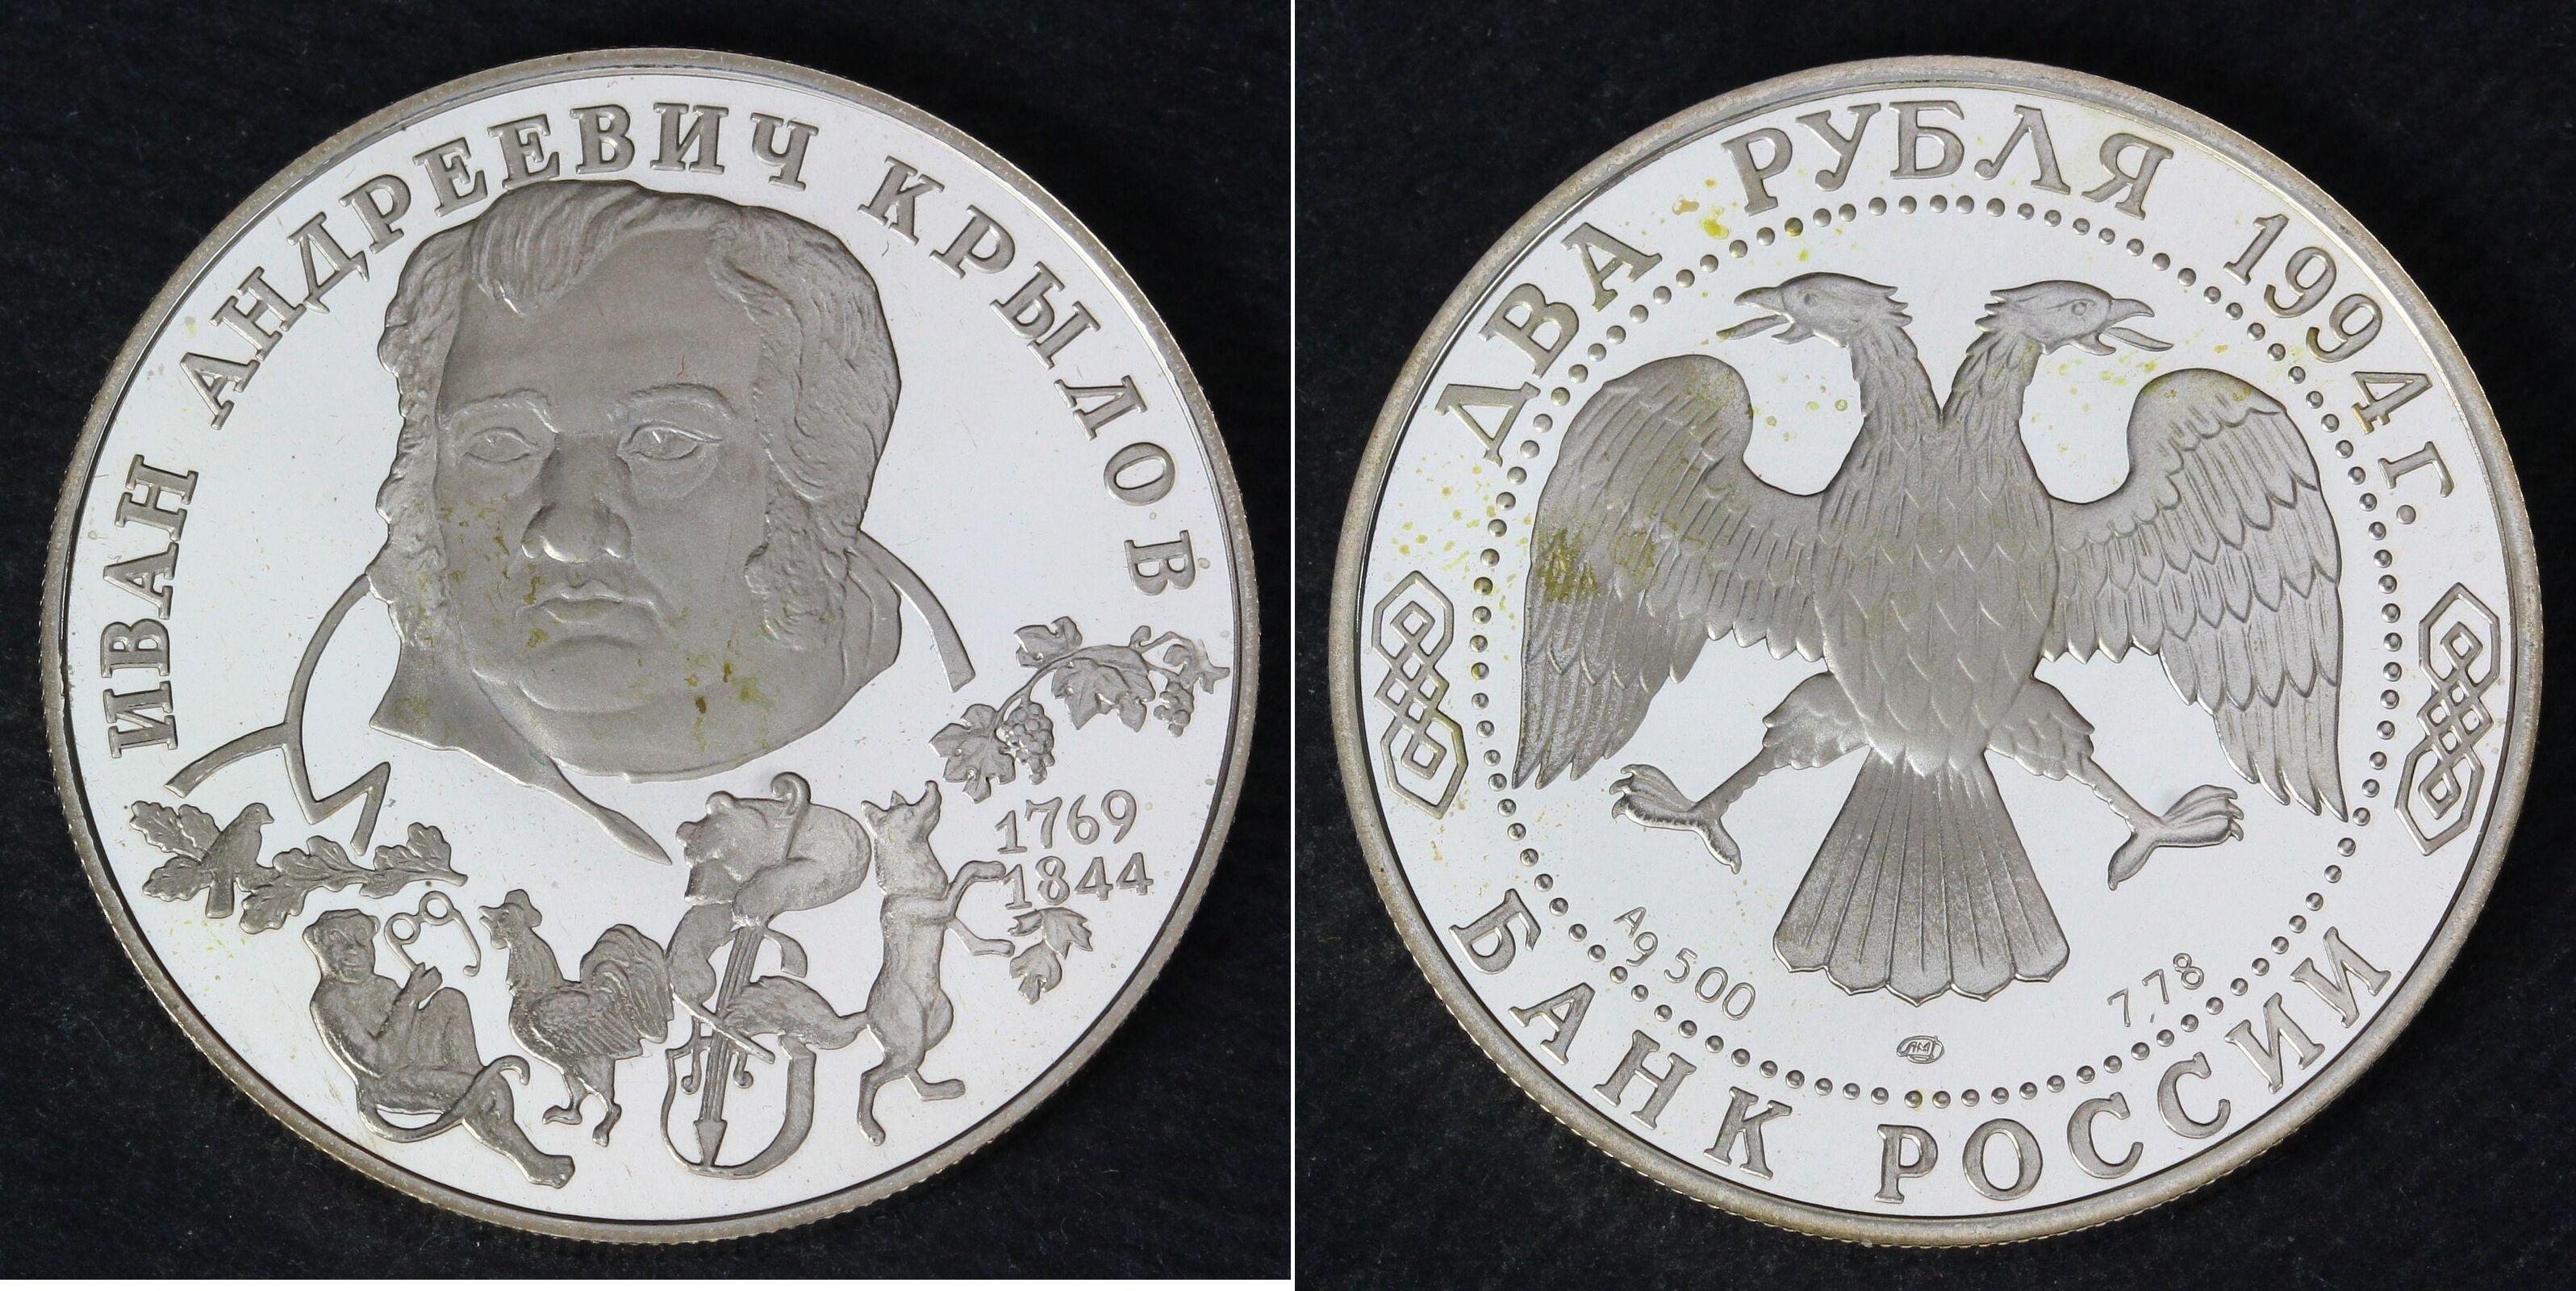 ИВАН АНДРЕЕВИЧ КРЫЛОВ
1769
1844
ДВА РУБЛЯ 1994 г.
Ag 500
7,78
БАНК РОССИИ